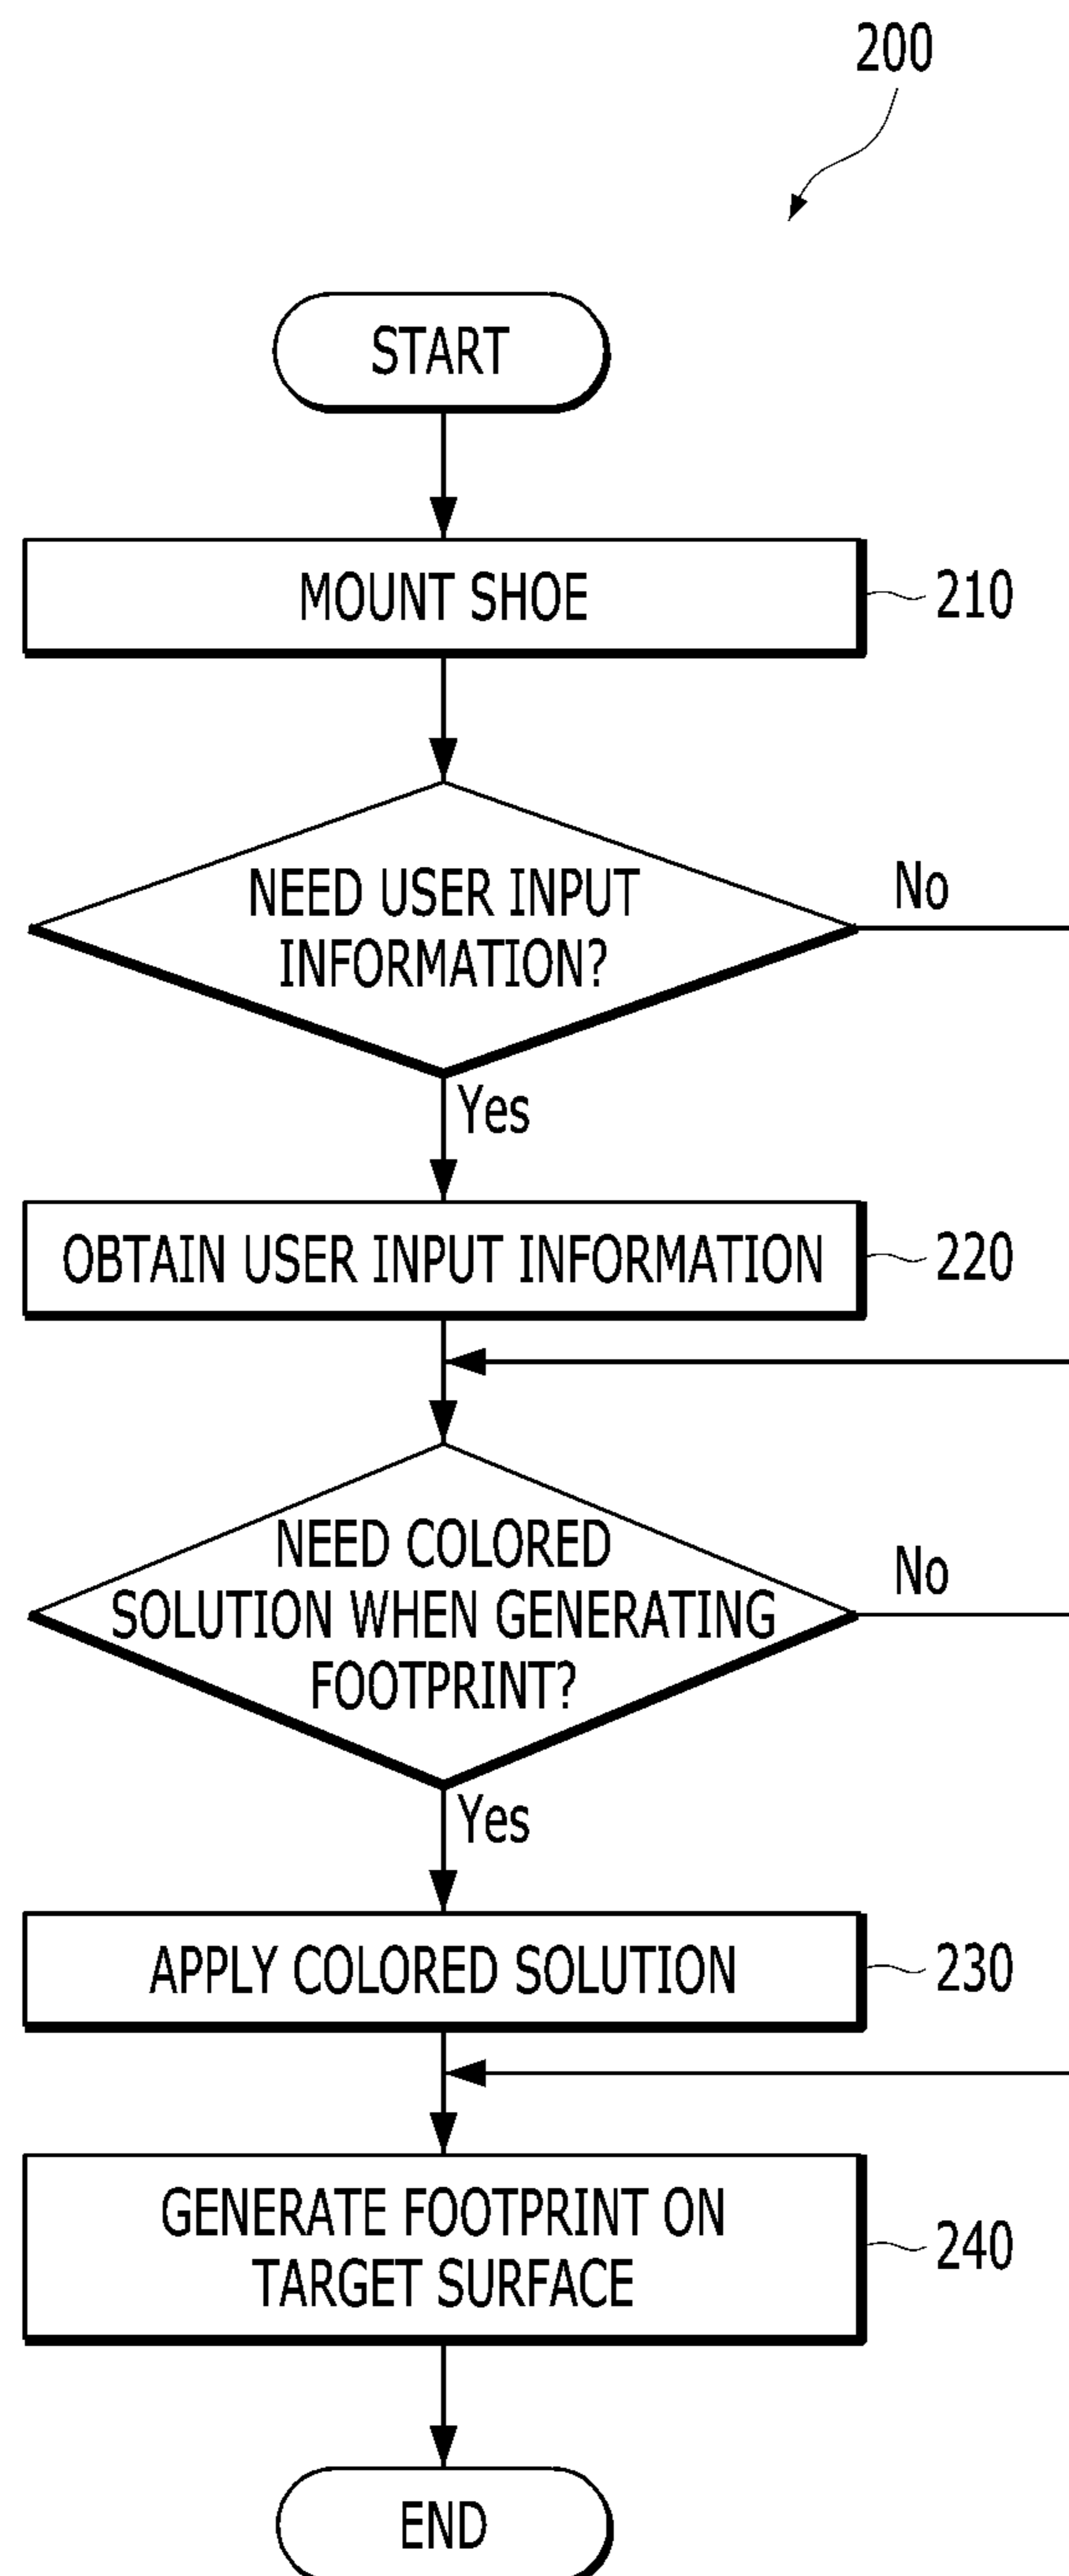 200
START
MOUNT SHOE
210
NEED USER INPUT
INFORMATION?
No
Yes
OBTAIN USER INPUT INFORMATION
220
NEED COLORED
SOLUTION WHEN GENERATING
FOOTPRINT?
No
Yes
APPLY COLORED SOLUTION
230
GENERATE FOOTPRINT ON
TARGET SURFACE
240
END